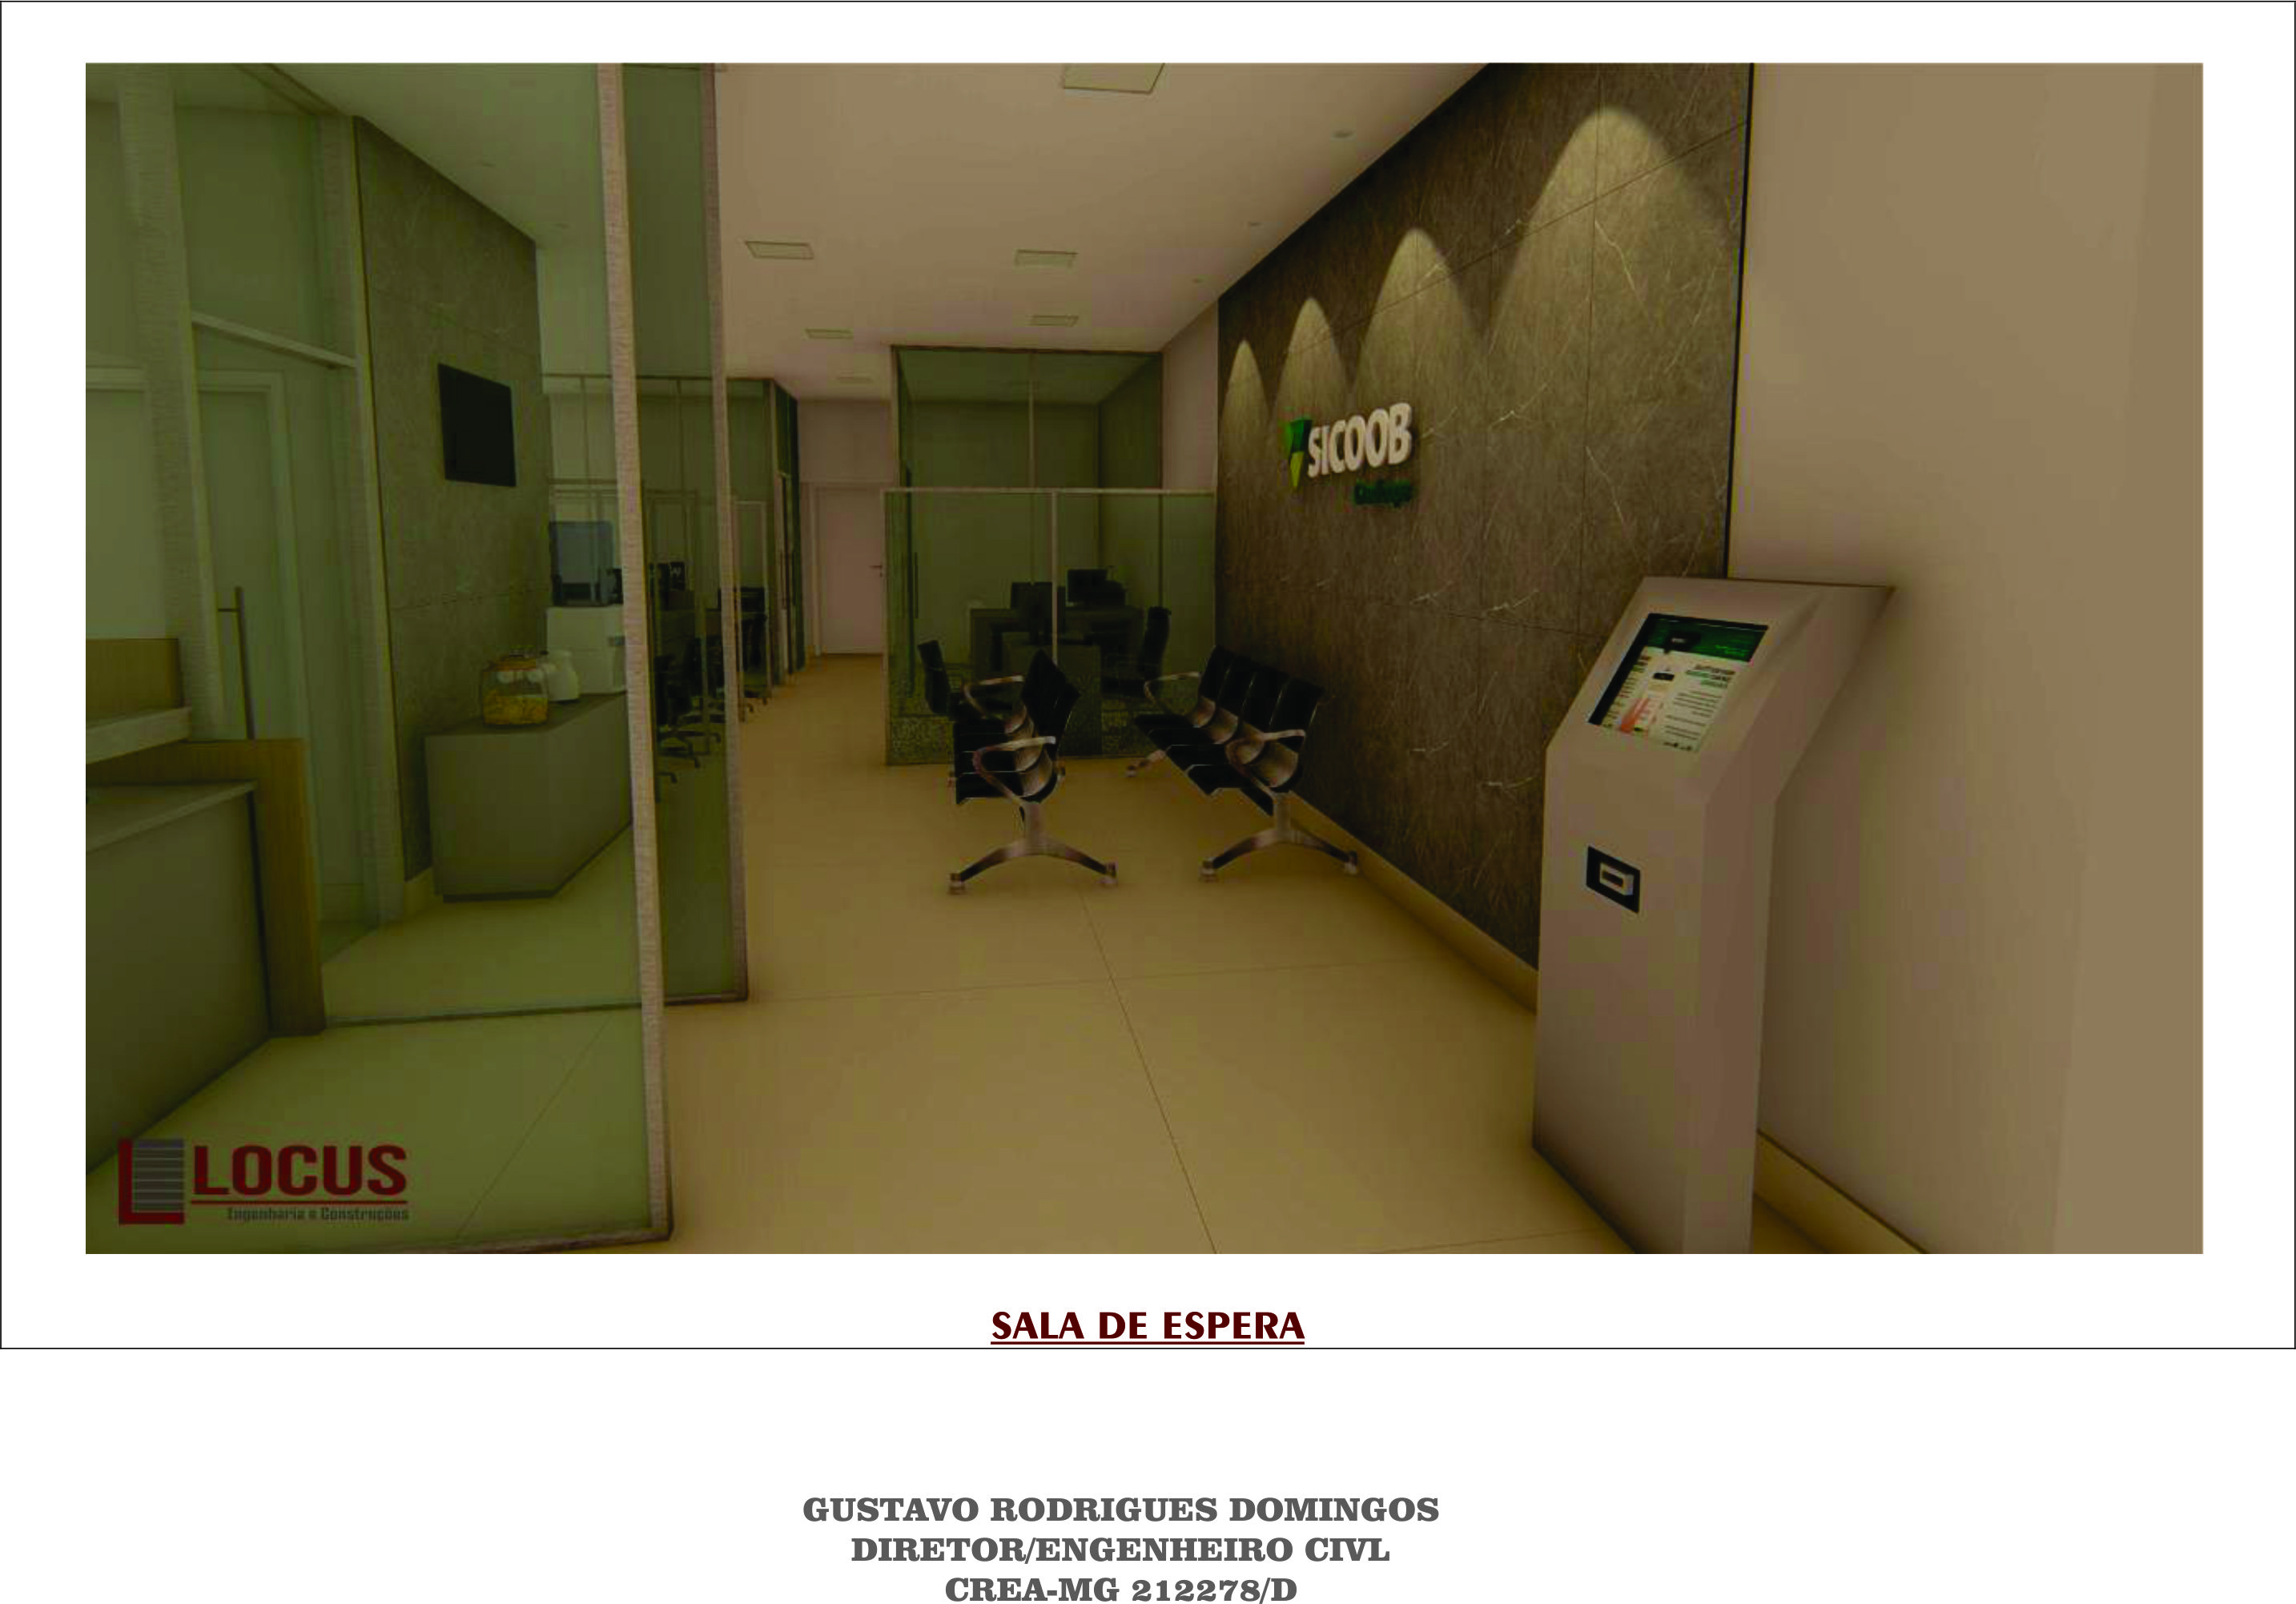 SICOOB
LOCUS
Engenharia e Construções
SALA DE ESPERA
GUSTAVO RODRIGUES DOMINGOS
DIRETOR/ENGENHEIRO CIVL
CREA-MG 212278/D